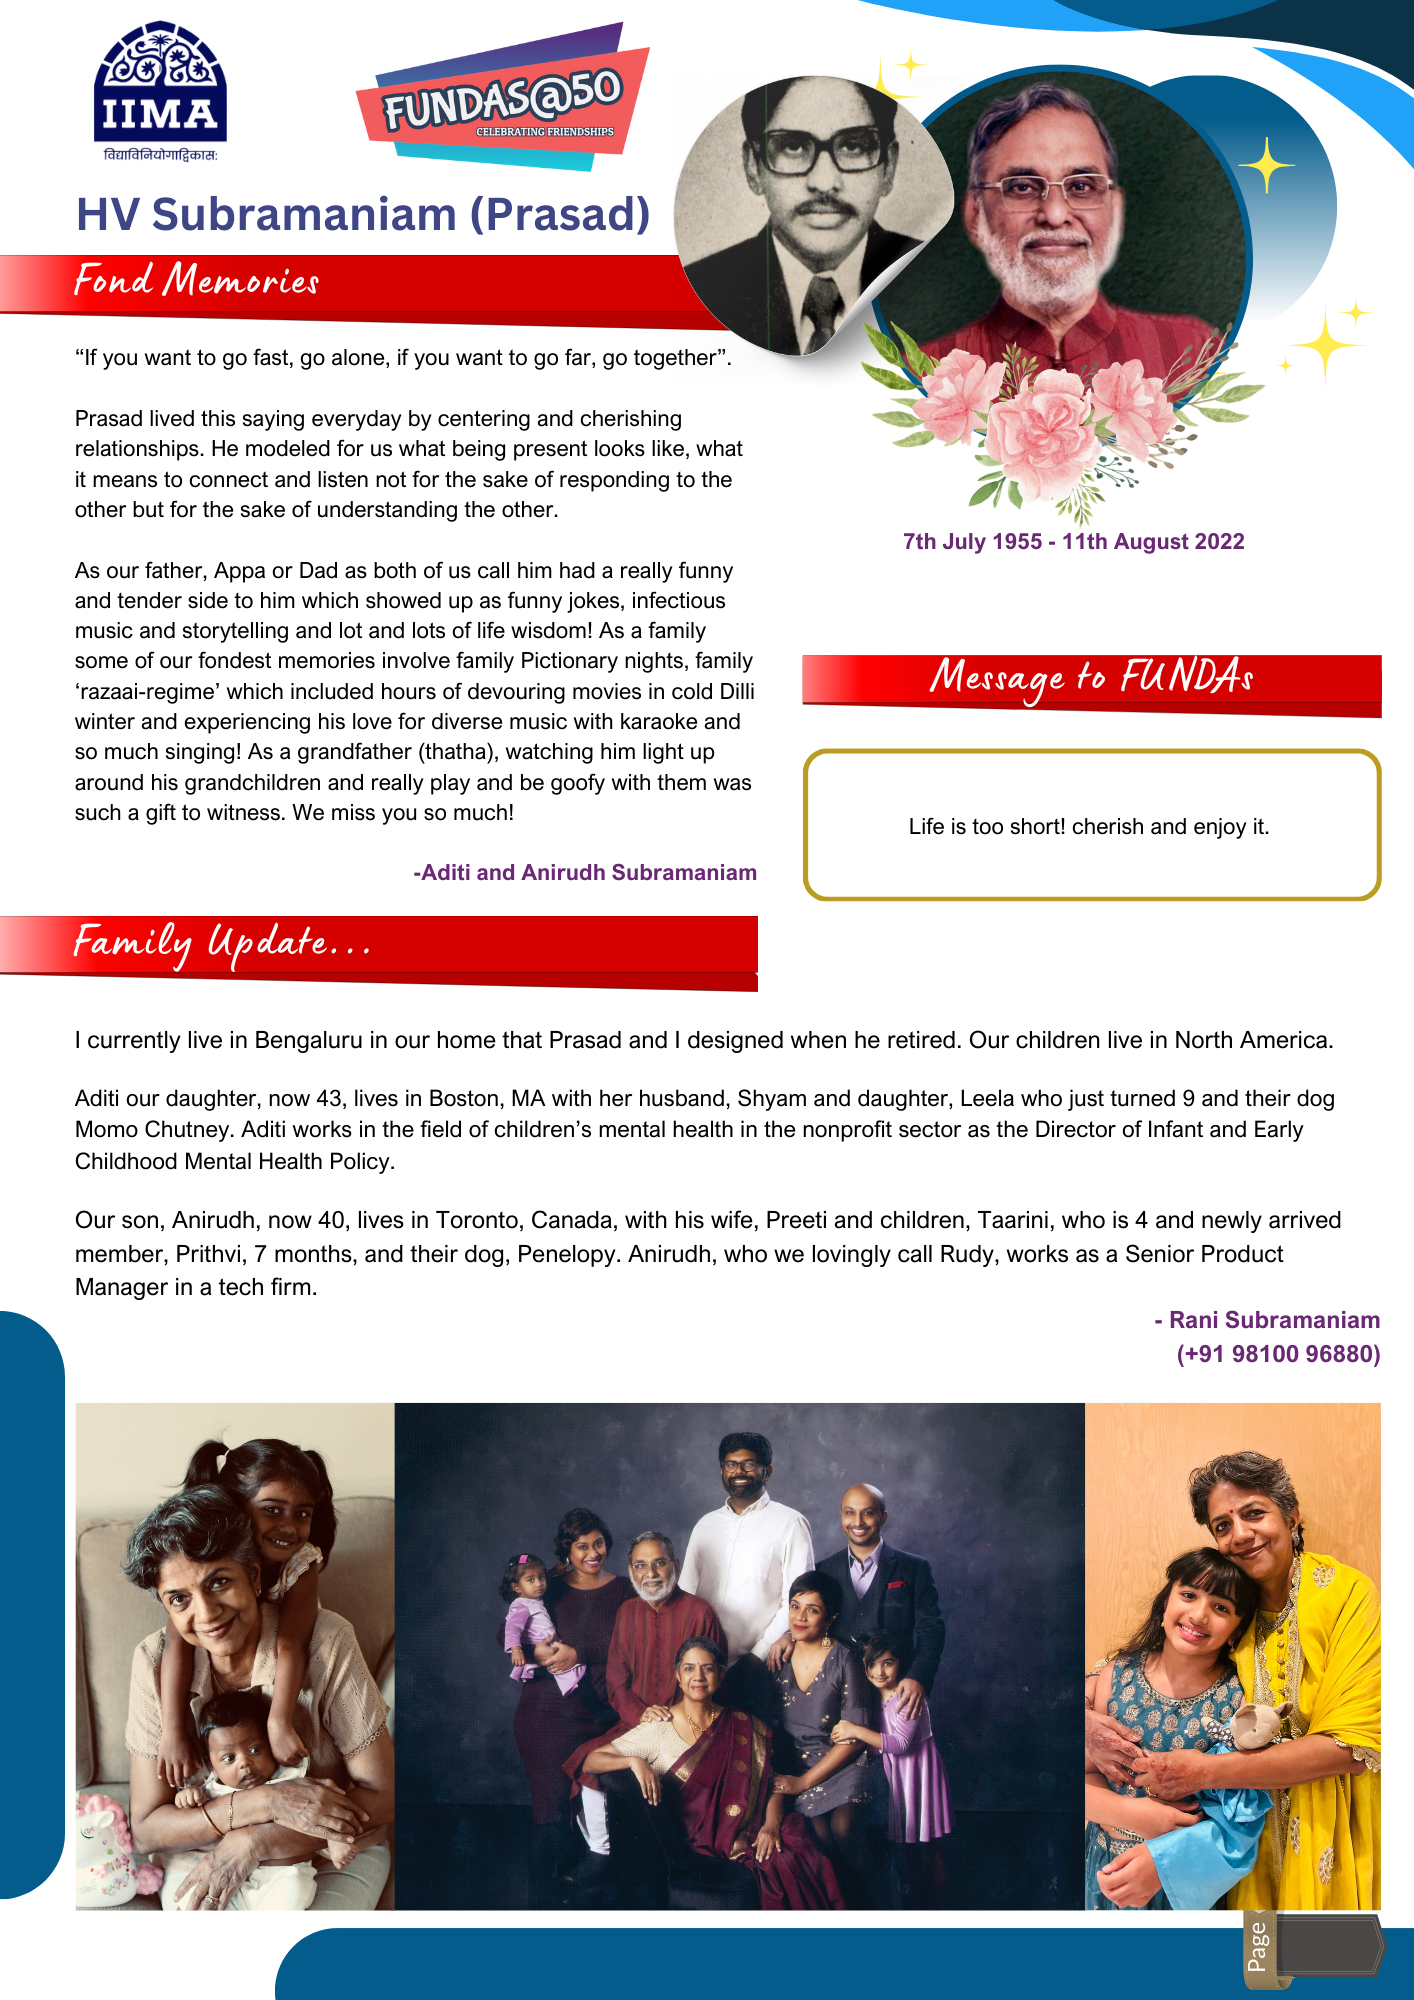 IIMA
विद्याविनियोगाद्विकास:
FUNDAS@50
CELEBRATING FRIENDSHIPS
HV Subramaniam (Prasad)
Fond Memories
“If you want to go fast, go alone, if you want to go far, go together”.
Prasad lived this saying everyday by centering and cherishing
relationships. He modeled for us what being present looks like, what
it means to connect and listen not for the sake of responding to the
other but for the sake of understanding the other.
As our father, Appa or Dad as both of us call him had a really funny
and tender side to him which showed up as funny jokes, infectious
music and storytelling and lot and lots of life wisdom! As a family
some of our fondest memories involve family Pictionary nights, family
‘razaai-regime’ which included hours of devouring movies in cold Dilli
winter and experiencing his love for diverse music with karaoke and
so much singing! As a grandfather (thatha), watching him light up
around his grandchildren and really play and be goofy with them was
such a gift to witness. We miss you so much!
-Aditi and Anirudh Subramaniam
7th July 1955 - 11th August 2022
Message to FUNDAs
Life is too short! cherish and enjoy it.
Family Update...
I currently live in Bengaluru in our home that Prasad and I designed when he retired. Our children live in North America.
Aditi our daughter, now 43, lives in Boston, MA with her husband, Shyam and daughter, Leela who just turned 9 and their dog
Momo Chutney. Aditi works in the field of children’s mental health in the nonprofit sector as the Director of Infant and Early
Childhood Mental Health Policy.
Our son, Anirudh, now 40, lives in Toronto, Canada, with his wife, Preeti and children, Taarini, who is 4 and newly arrived
member, Prithvi, 7 months, and their dog, Penelopy. Anirudh, who we lovingly call Rudy, works as a Senior Product
Manager in a tech firm.
- Rani Subramaniam
(+91 98100 96880)
Page